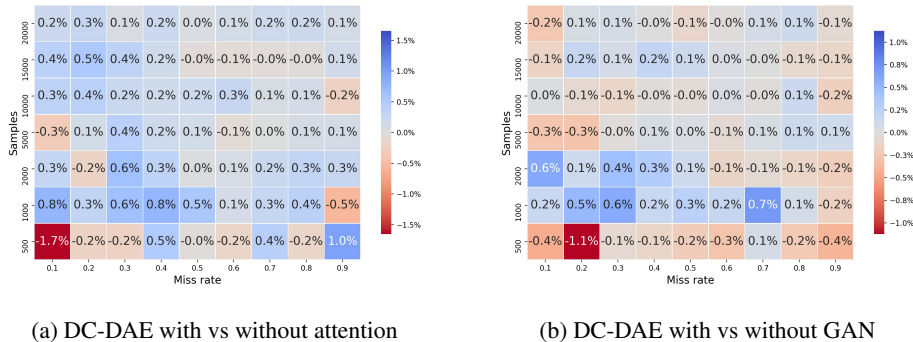 20000 0.2% 0.3% 0.1% 0.2% -0.0% 0.1% 0.2% 0.2% 0.1%
15000 0.4% 0.5% 0.4% 0.2% -0.0% -0.1% -0.0% -0.0% 0.1%
10000 0.3% 0.4% 0.2% 0.2% 0.2% 0.3% 0.1% 0.1% -0.2%
5000 -0.3% 0.1% 0.4% 0.2% 0.1% -0.1% 0.0% 0.1% 0.1%
2000 0.3% -0.2% 0.6% 0.3% 0.0% 0.1% 0.2% 0.3% 0.3%
1000 0.8% 0.3% 0.6% 0.8% 0.5% 0.1% 0.3% 0.4% -0.5%
500 -1.7% -0.2% -0.2% 0.5% -0.0% -0.2% 0.4% -0.2% 1.0%
0.1 0.2 0.3 0.4 0.5 0.6 0.7 0.8 0.9
Miss rate
Samples
1.5%
1.0%
0.5%
0.0%
−0.5%
−1.0%
−1.5%
(a) DC-DAE with vs without attention
20000 -0.2% 0.1% 0.1% -0.0% -0.1% 0.0% -0.0% 0.1% -0.1%
15000 -0.1% 0.2% 0.1% 0.2% 0.1% -0.0% 0.0% -0.1% -0.1%
10000 0.0% -0.1% -0.1% -0.0% -0.0% -0.0% -0.0% 0.1% -0.2%
5000 -0.3% -0.3% -0.0% 0.1% 0.0% -0.1% 0.0% 0.1% 0.1%
2000 0.6% 0.1% 0.4% 0.3% 0.1% -0.1% -0.1% -0.1% -0.2%
1000 0.2% 0.5% 0.6% 0.2% 0.3% 0.2% 0.7% 0.1% -0.2%
500 -0.4% -1.1% -0.1% -0.1% -0.2% -0.3% 0.1% -0.2% -0.4%
0.1 0.2 0.3 0.4 0.5 0.6 0.7 0.8 0.9
Miss rate
Samples
1.0%
0.8%
0.5%
0.2%
0.0%
−0.2%
−0.5%
−0.8%
−1.0%
(b) DC-DAE with vs without GAN